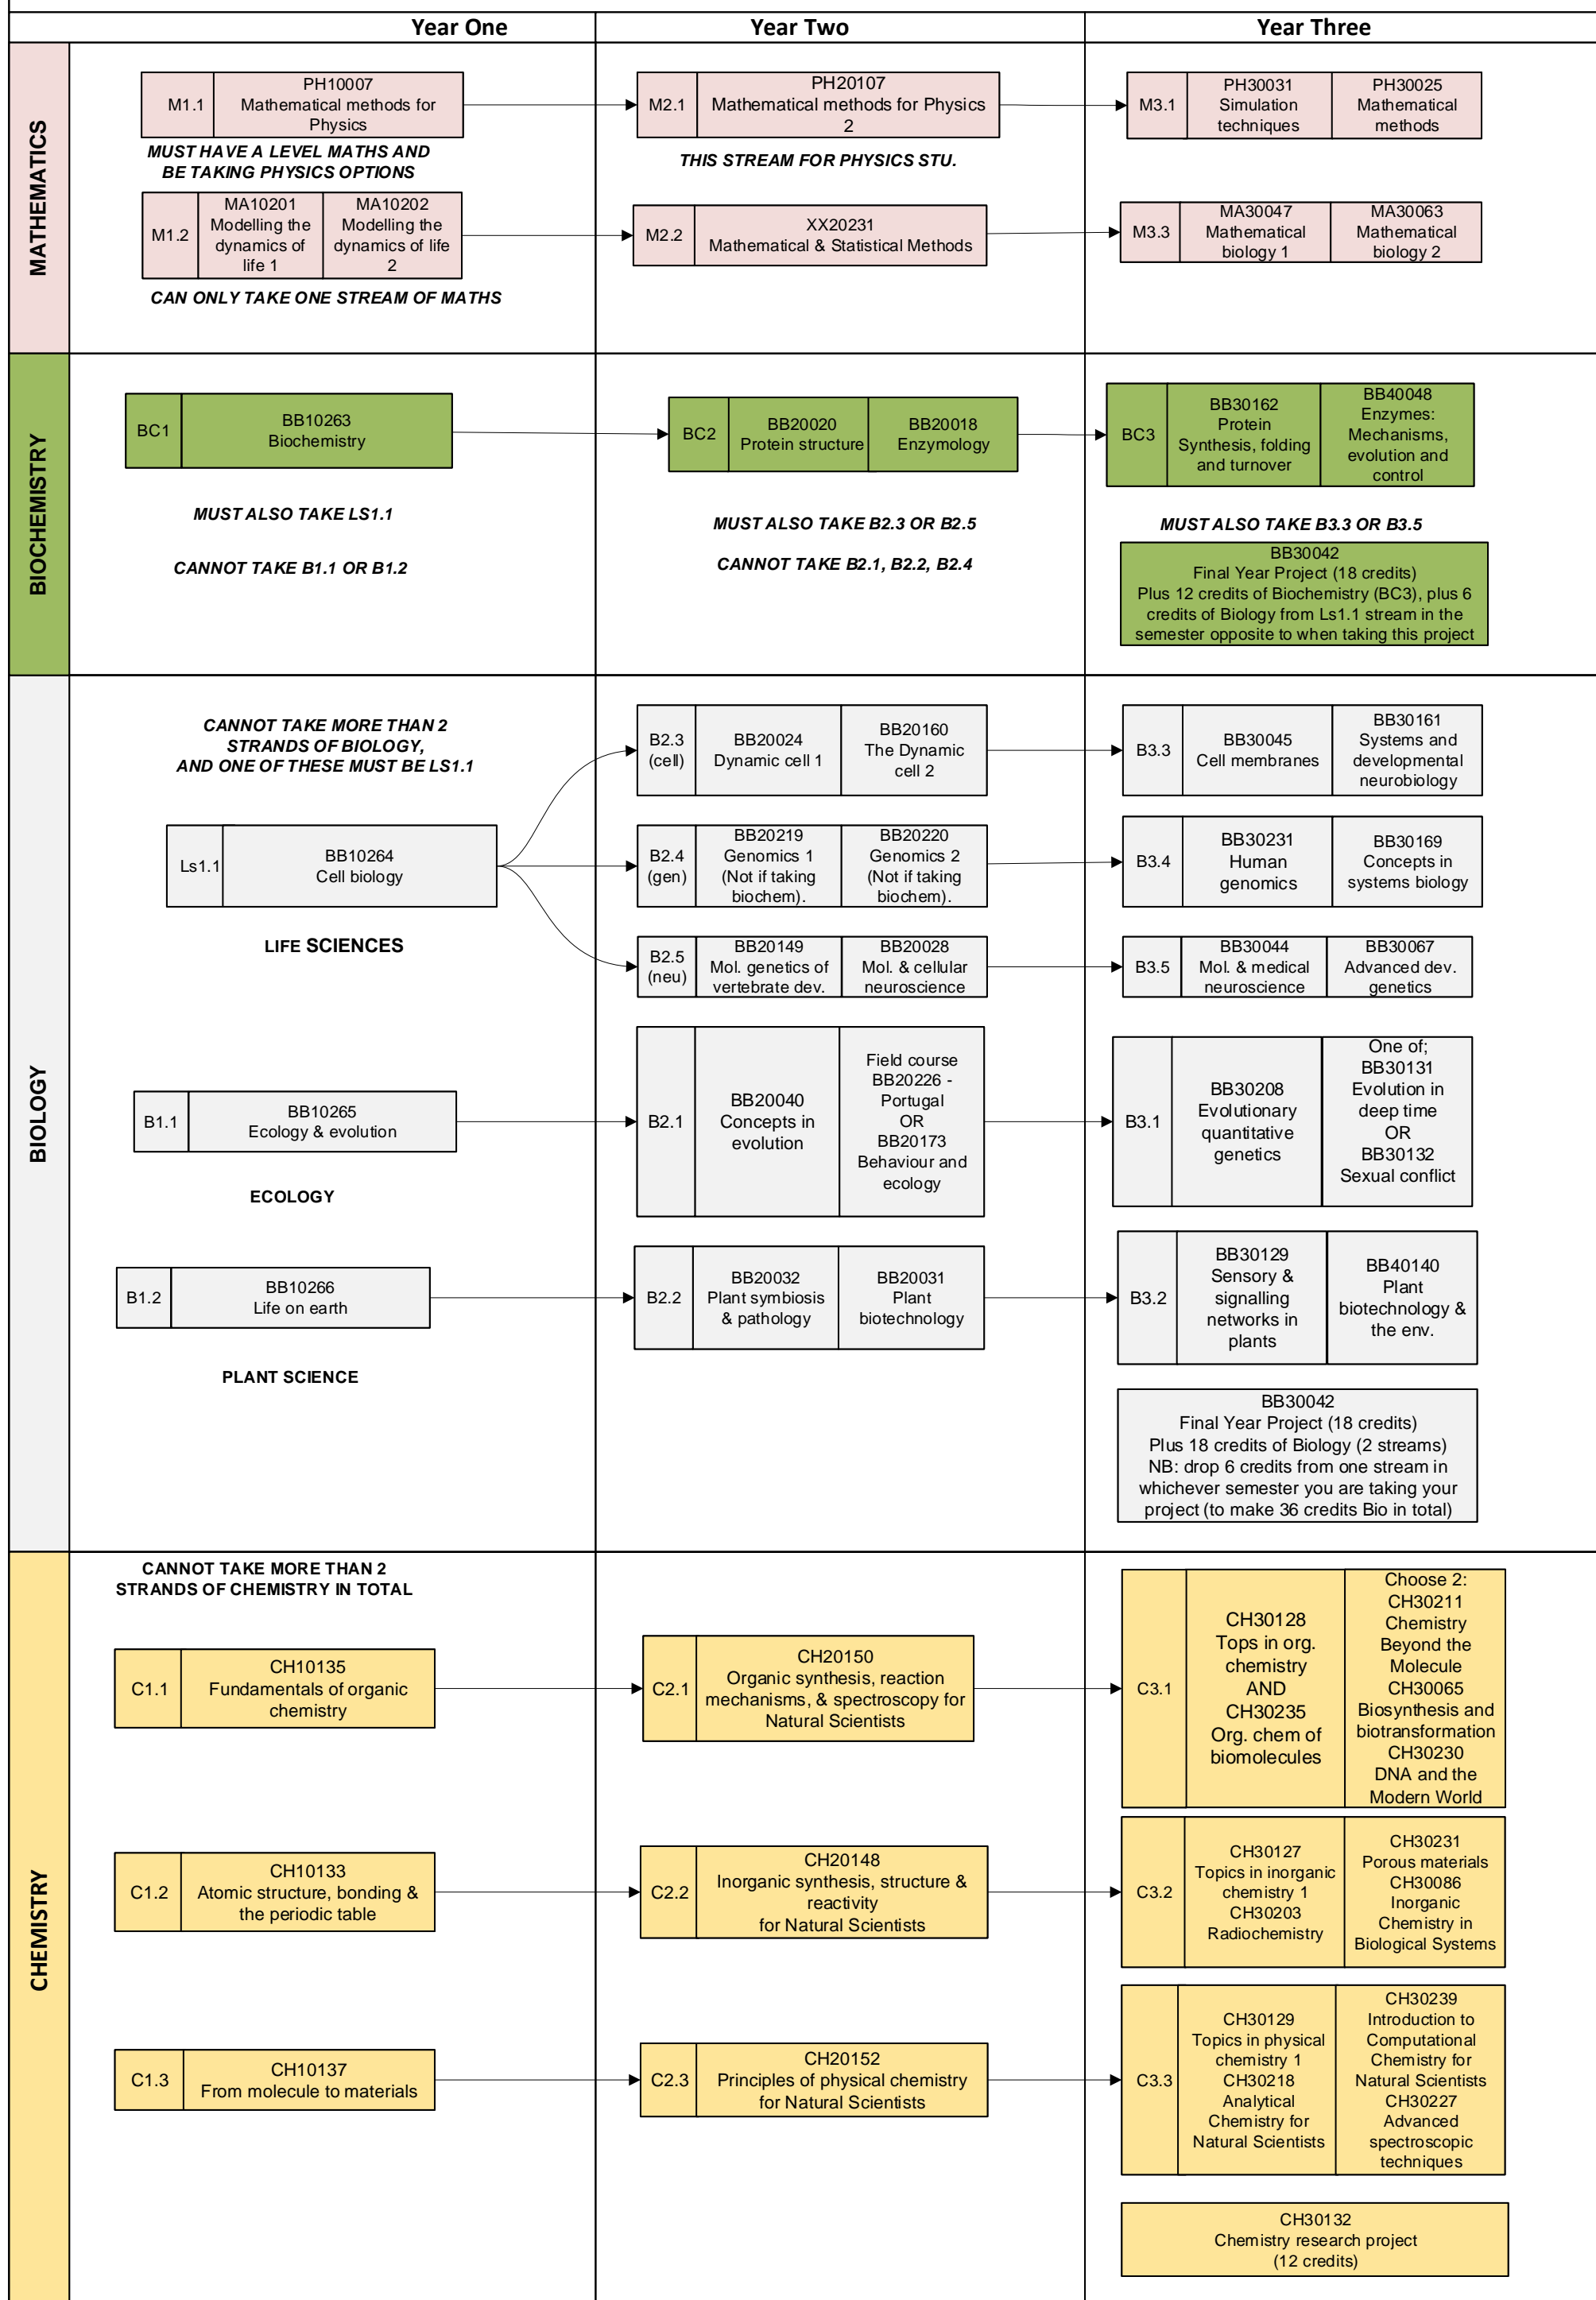 Year One
Year Two
Year Three
MATHEMATICS
M1.1
PH10007
Mathematical methods for
Physics
M2.1
PH20107
Mathematical methods for Physics
2
M3.1
PH30031
Simulation
techniques
PH30025
Mathematical
methods
MUST HAVE A LEVEL MATHS AND
BE TAKING PHYSICS OPTIONS
THIS STREAM FOR PHYSICS STU.
M1.2
MA10201
Modelling the
dynamics of
life 1
MA10202
Modelling the
dynamics of life
2
M2.2
XX20231
Mathematical & Statistical Methods
M3.3
MA30047
Mathematical
biology 1
MA30063
Mathematical
biology 2
CAN ONLY TAKE ONE STREAM OF MATHS
BIOCHEMISTRY
BC1
BB10263
Biochemistry
BC2
BB20020
Protein structure
BB20018
Enzymology
BC3
BB30162
Protein
Synthesis, folding
and turnover
BB40048
Enzymes:
Mechanisms,
evolution and
control
MUST ALSO TAKE LS1.1
CANNOT TAKE B1.1 OR B1.2
MUST ALSO TAKE B2.3 OR B2.5
CANNOT TAKE B2.1, B2.2, B2.4
MUST ALSO TAKE B3.3 OR B3.5
BB30042
Final Year Project (18 credits)
Plus 12 credits of Biochemistry (BC3), plus 6
credits of Biology from Ls1.1 stream in the
semester opposite to when taking this project
BIOLOGY
CANNOT TAKE MORE THAN 2
STRANDS OF BIOLOGY,
AND ONE OF THESE MUST BE LS1.1
Ls1.1
BB10264
Cell biology
LIFE SCIENCES
B2.3
(cell)
BB20024
Dynamic cell 1
BB20160
The Dynamic
cell 2
B3.3
BB30045
Cell membranes
BB30161
Systems and
developmental
neurobiology
B2.4
(gen)
BB20219
Genomics 1
(Not if taking
biochem).
BB20220
Genomics 2
(Not if taking
biochem).
B3.4
BB30231
Human
genomics
BB30169
Concepts in
systems biology
B2.5
(neu)
BB20149
Mol. genetics of
vertebrate dev.
BB20028
Mol. & cellular
neuroscience
B3.5
BB30044
Mol. & medical
neuroscience
BB30067
Advanced dev.
genetics
B1.1
BB10265
Ecology & evolution
ECOLOGY
B2.1
BB20040
Concepts in
evolution
Field course
BB20226 -
Portugal
OR
BB20173
Behaviour and
ecology
B3.1
BB30208
Evolutionary
quantitative
genetics
One of;
BB30131
Evolution in
deep time
OR
BB30132
Sexual conflict
B1.2
BB10266
Life on earth
PLANT SCIENCE
B2.2
BB20032
Plant symbiosis
& pathology
BB20031
Plant
biotechnology
B3.2
BB30129
Sensory &
signalling
networks in
plants
BB40140
Plant
biotechnology &
the env.
BB30042
Final Year Project (18 credits)
Plus 18 credits of Biology (2 streams)
NB: drop 6 credits from one stream in
whichever semester you are taking your
project (to make 36 credits Bio in total)
CHEMISTRY
CANNOT TAKE MORE THAN 2
STRANDS OF CHEMISTRY IN TOTAL
C1.1
CH10135
Fundamentals of organic
chemistry
C2.1
CH20150
Organic synthesis, reaction
mechanisms, & spectroscopy for
Natural Scientists
C3.1
CH30128
Tops in org.
chemistry
AND
CH30235
Org. chem of
biomolecules
Choose 2:
CH30211
Chemistry
Beyond the
Molecule
CH30065
Biosynthesis and
biotransformation
CH30230
DNA and the
Modern World
C1.2
CH10133
Atomic structure, bonding &
the periodic table
C2.2
CH20148
Inorganic synthesis, structure &
reactivity
for Natural Scientists
C3.2
CH30127
Topics in inorganic
chemistry 1
CH30203
Radiochemistry
CH30231
Porous materials
CH30086
Inorganic
Chemistry in
Biological Systems
C1.3
CH10137
From molecule to materials
C2.3
CH20152
Principles of physical chemistry
for Natural Scientists
C3.3
CH30129
Topics in physical
chemistry 1
CH30218
Analytical
Chemistry for
Natural Scientists
CH30239
Introduction to
Computational
Chemistry for
Natural Scientists
CH30227
Advanced
spectroscopic
techniques
CH30132
Chemistry research project
(12 credits)